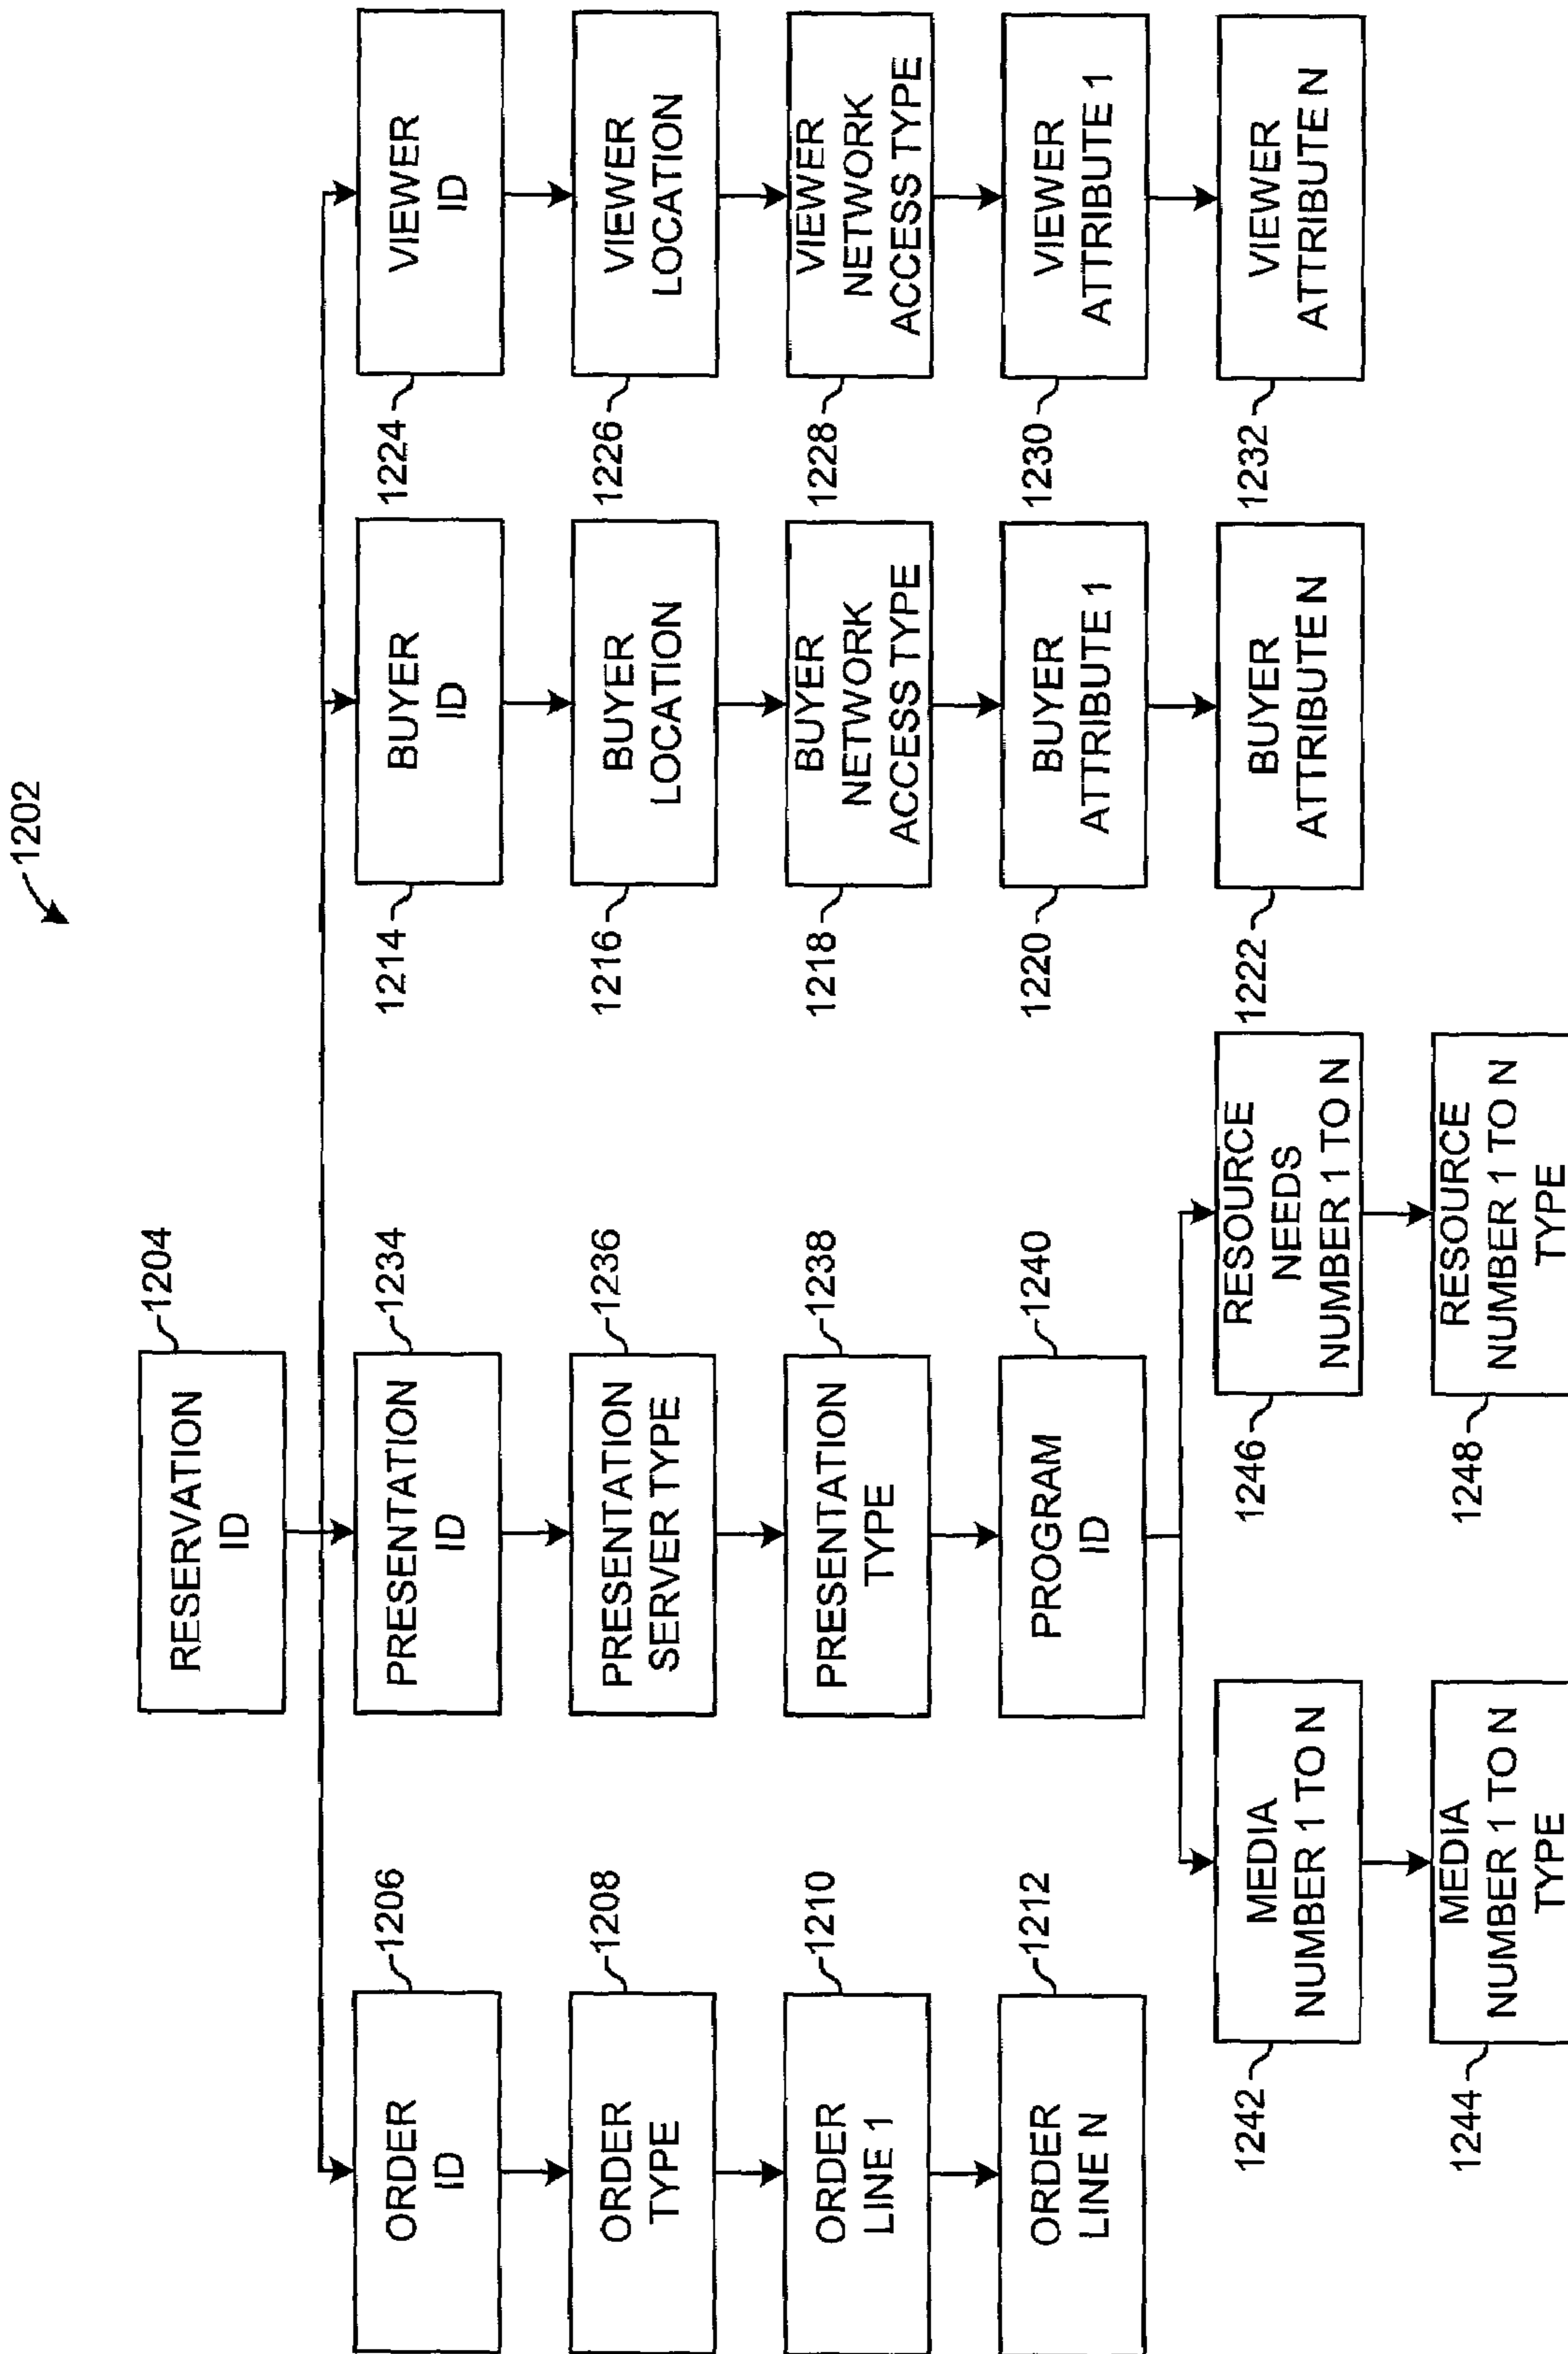 1202
RESERVATION
ID
1204
ORDER
ID
1206
ORDER
TYPE
1208
ORDER
LINE 1
1210
ORDER
LINE N
1212
PRESENTATION
ID
1234
PRESENTATION
SERVER TYPE
1236
PRESENTATION
TYPE
1238
PROGRAM
ID
1240
1242
MEDIA
NUMBER 1 TO N
1244
MEDIA
NUMBER 1 TO N
TYPE
1246
RESOURCE
NEEDS
NUMBER 1 TO N
1248
RESOURCE
NUMBER 1 TO N
TYPE
1214
BUYER
ID
1216
BUYER
LOCATION
1218
BUYER
NETWORK
ACCESS TYPE
1220
BUYER
ATTRIBUTE 1
1222
BUYER
ATTRIBUTE N
1224
VIEWER
ID
1226
VIEWER
LOCATION
1228
VIEWER
NETWORK
ACCESS TYPE
1230
VIEWER
ATTRIBUTE 1
1232
VIEWER
ATTRIBUTE N